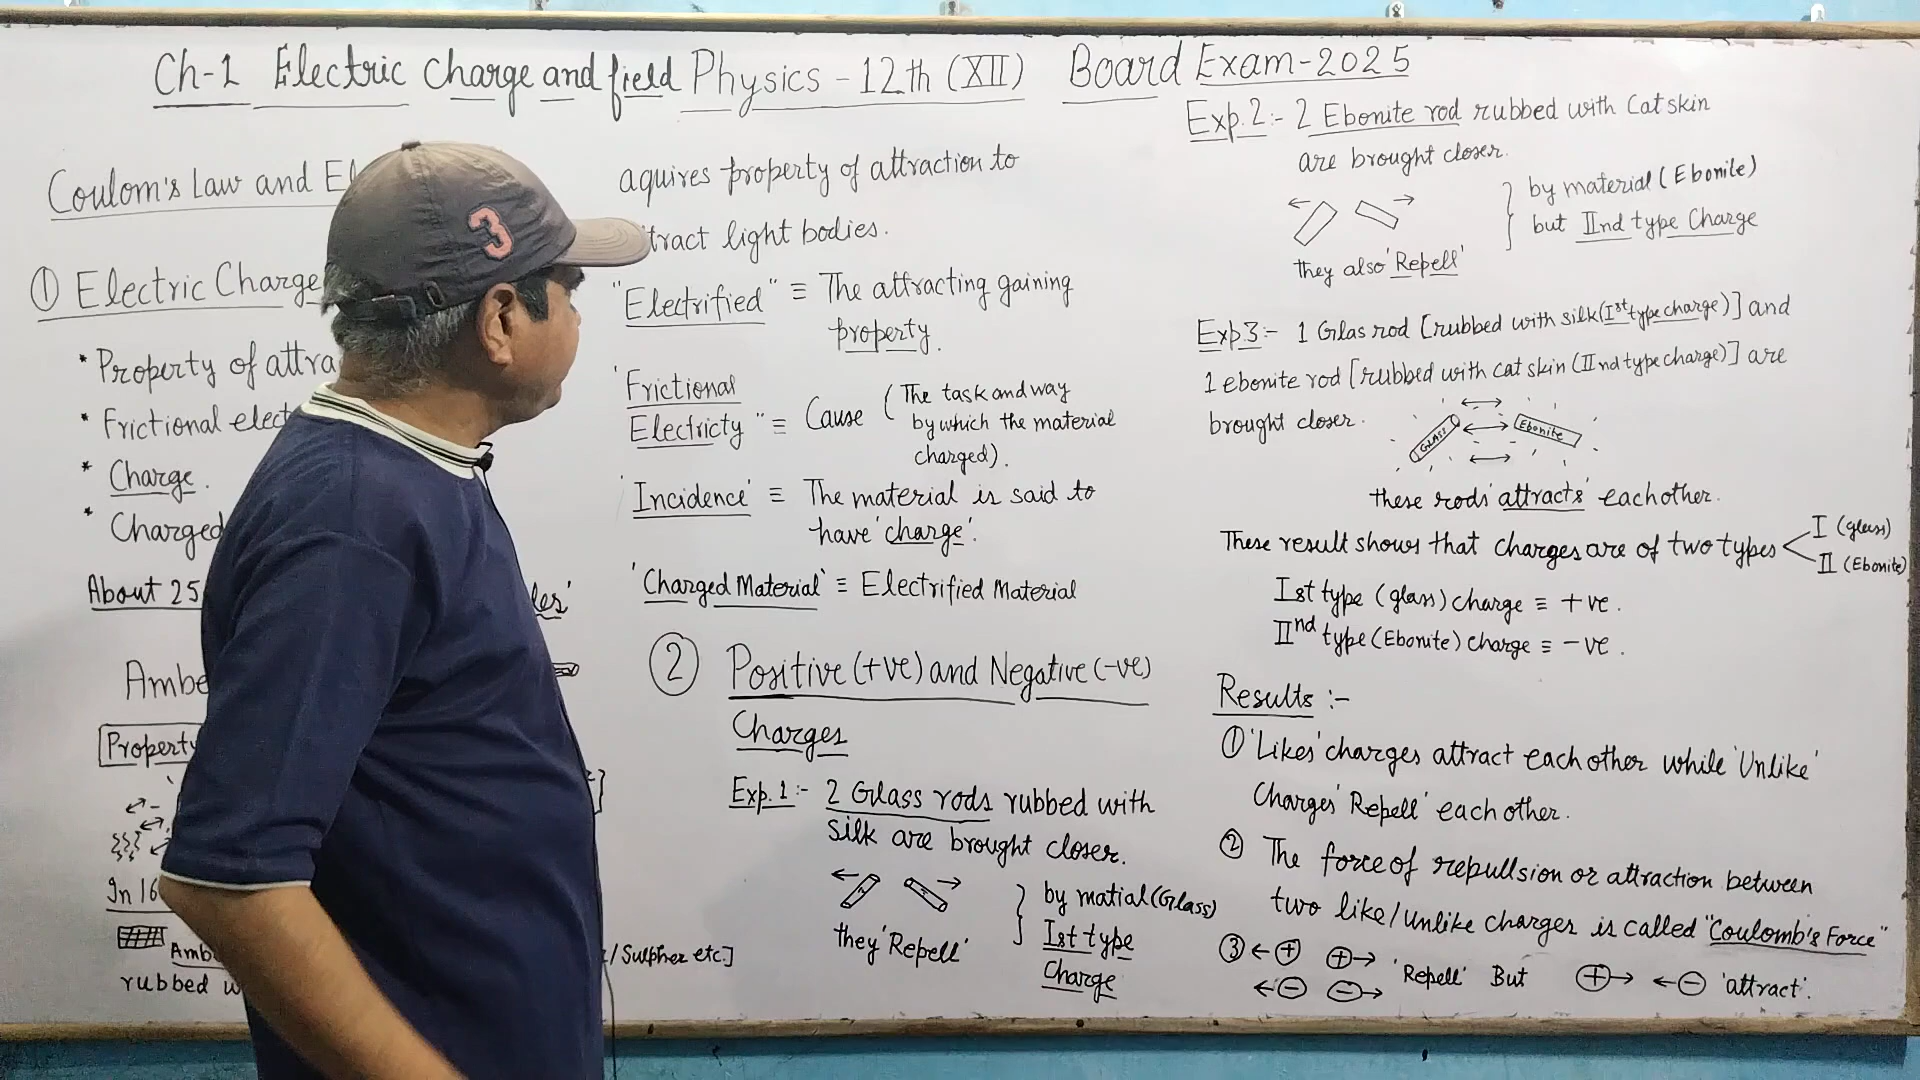 Ch-1 Electric Charge and field Physics - 12th (XII) Board Exam-2025
Coulom's Law and El
① Electric Charge
* Property of attra
* Frictional elect
* Charge.
* Charged
About 25
les'
Ambe
Property
In 16
Amb
/Sulpher etc.]
rubbed w
aquires property of attraction to
tract light bodies.
"Electrified" ≡ The attracting gaining
property.
'Frictional
Electricty" ≡ Cause (The task and way
by which the material
charged).
'Incidence' ≡ The material is said to
have 'charge'.
'Charged Material' ≡ Electrified Material
② Positive (+ve) and Negative (-ve)
Charges
Exp. 1:- 2 Glass rods rubbed with
silk are brought closer.
they 'Repell'
} by matial (Glass)
Ist type
Charge
Exp. 2:- 2 Ebonite rod rubbed with Cat skin
are brought closer.
they also 'Repell'
} by material (Ebonite)
but IInd type Charge
Exp3:- 1 Glas rod [rubbed with silk (Ist type charge)] and
1 ebonite rod [rubbed with cat skin (IInd type charge)] are
brought closer.
GLASS
Ebonite
these rods 'attracts' eachother.
These result shows that charges are of two types
I (glass)
II (Ebonite)
Ist type (glass) charge ≡ +ve.
IInd type (Ebonite) charge ≡ -ve.
Results :-
① 'Likes' charges attract each other while 'Unlike'
Charges 'Repell' each other.
② The force of repullsion or attraction between
two like/unlike charges is called "Coulomb's Force"
③ ← ⊕ ⊕ → 'Repell' But ⊕ → ← ⊖ 'attract'.
← ⊖ ⊖ →
3